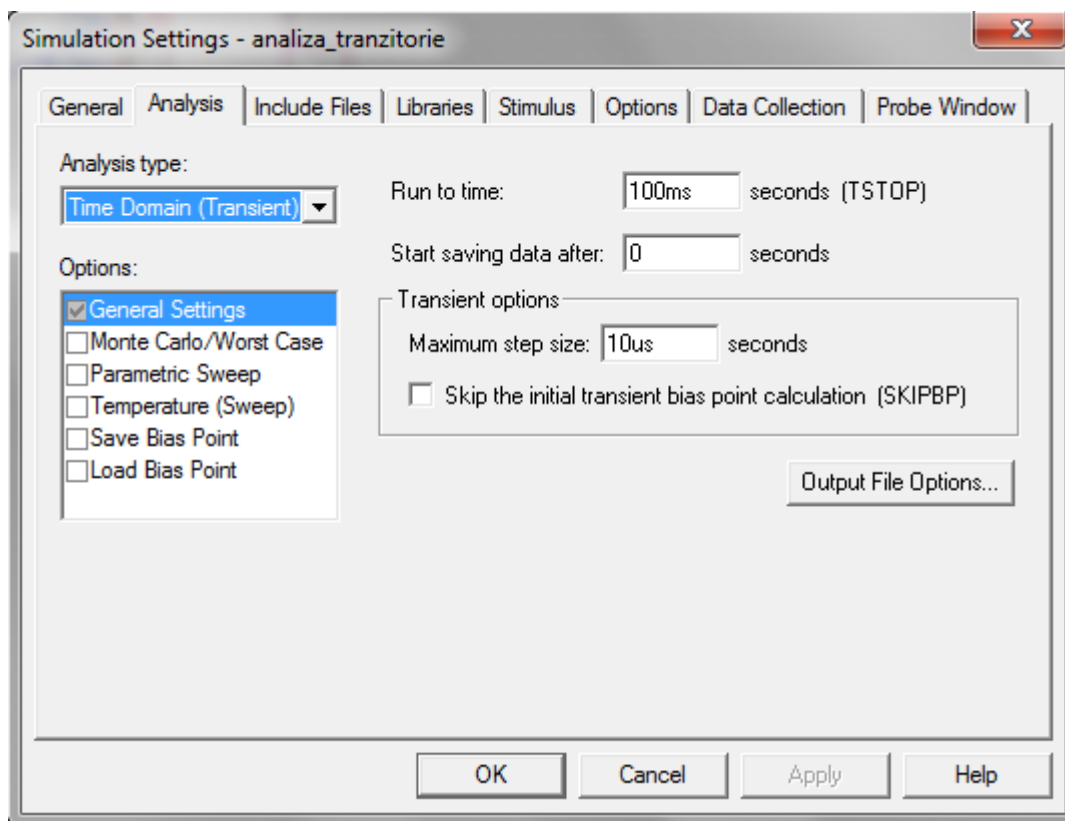 Simulation Settings - analiza_tranzitorie
General Analysis Include Files Libraries Stimulus Options Data Collection Probe Window
Analysis type:
Time Domain (Transient)
Options:
General Settings
Monte Carlo/Worst Case
Parametric Sweep
Temperature (Sweep)
Save Bias Point
Load Bias Point
Run to time: 100ms seconds (TSTOP)
Start saving data after: 0 seconds
Transient options
Maximum step size: 10us seconds
Skip the initial transient bias point calculation (SKIPBP)
Output File Options...
OK Cancel Apply Help